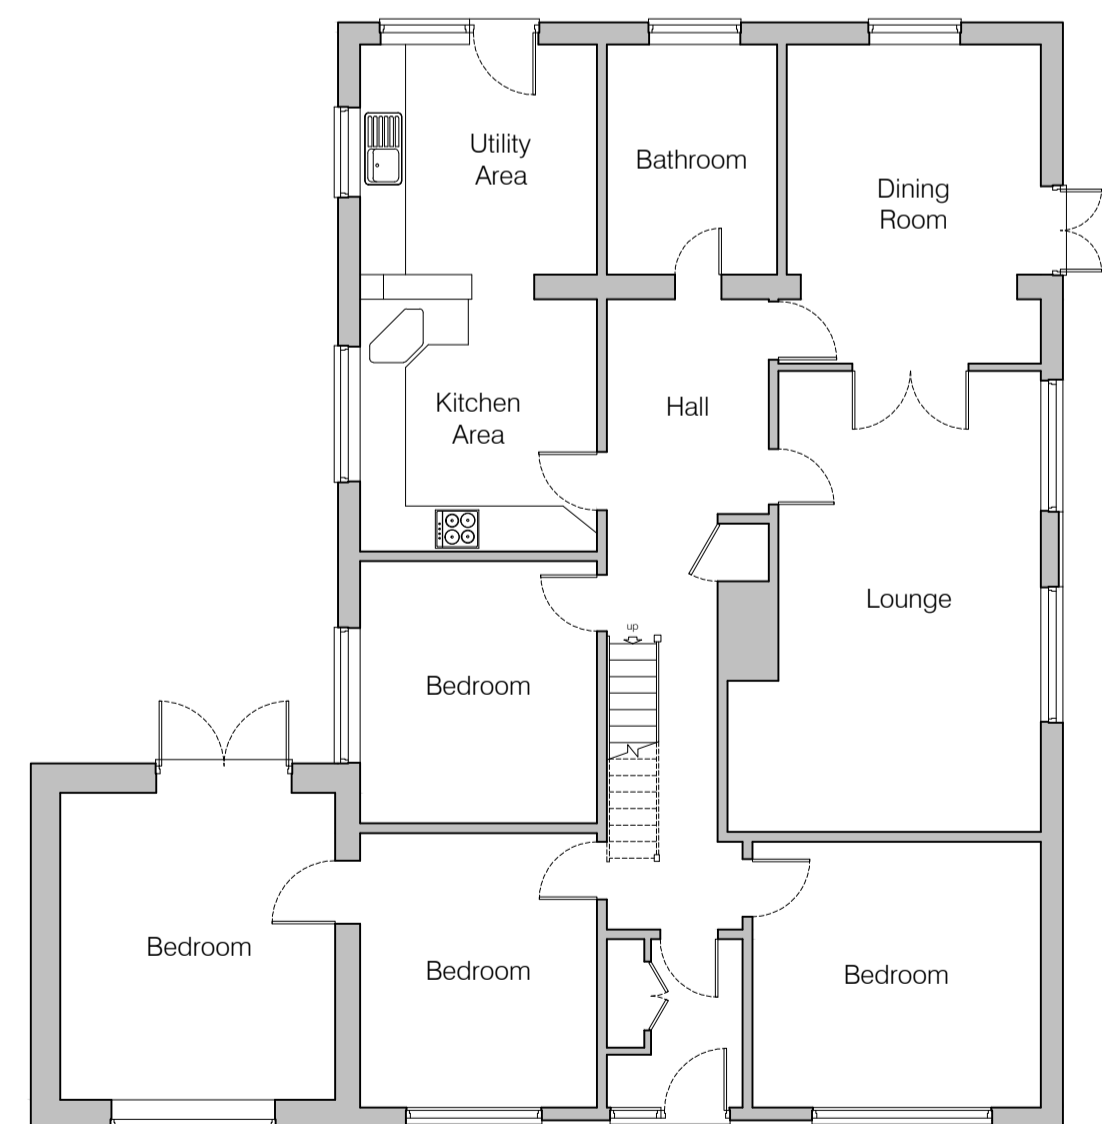 Utility
Area
Bathroom
Dining
Room
Kitchen
Area
Hall
Lounge
up
Bedroom
Bedroom
Bedroom
Bedroom